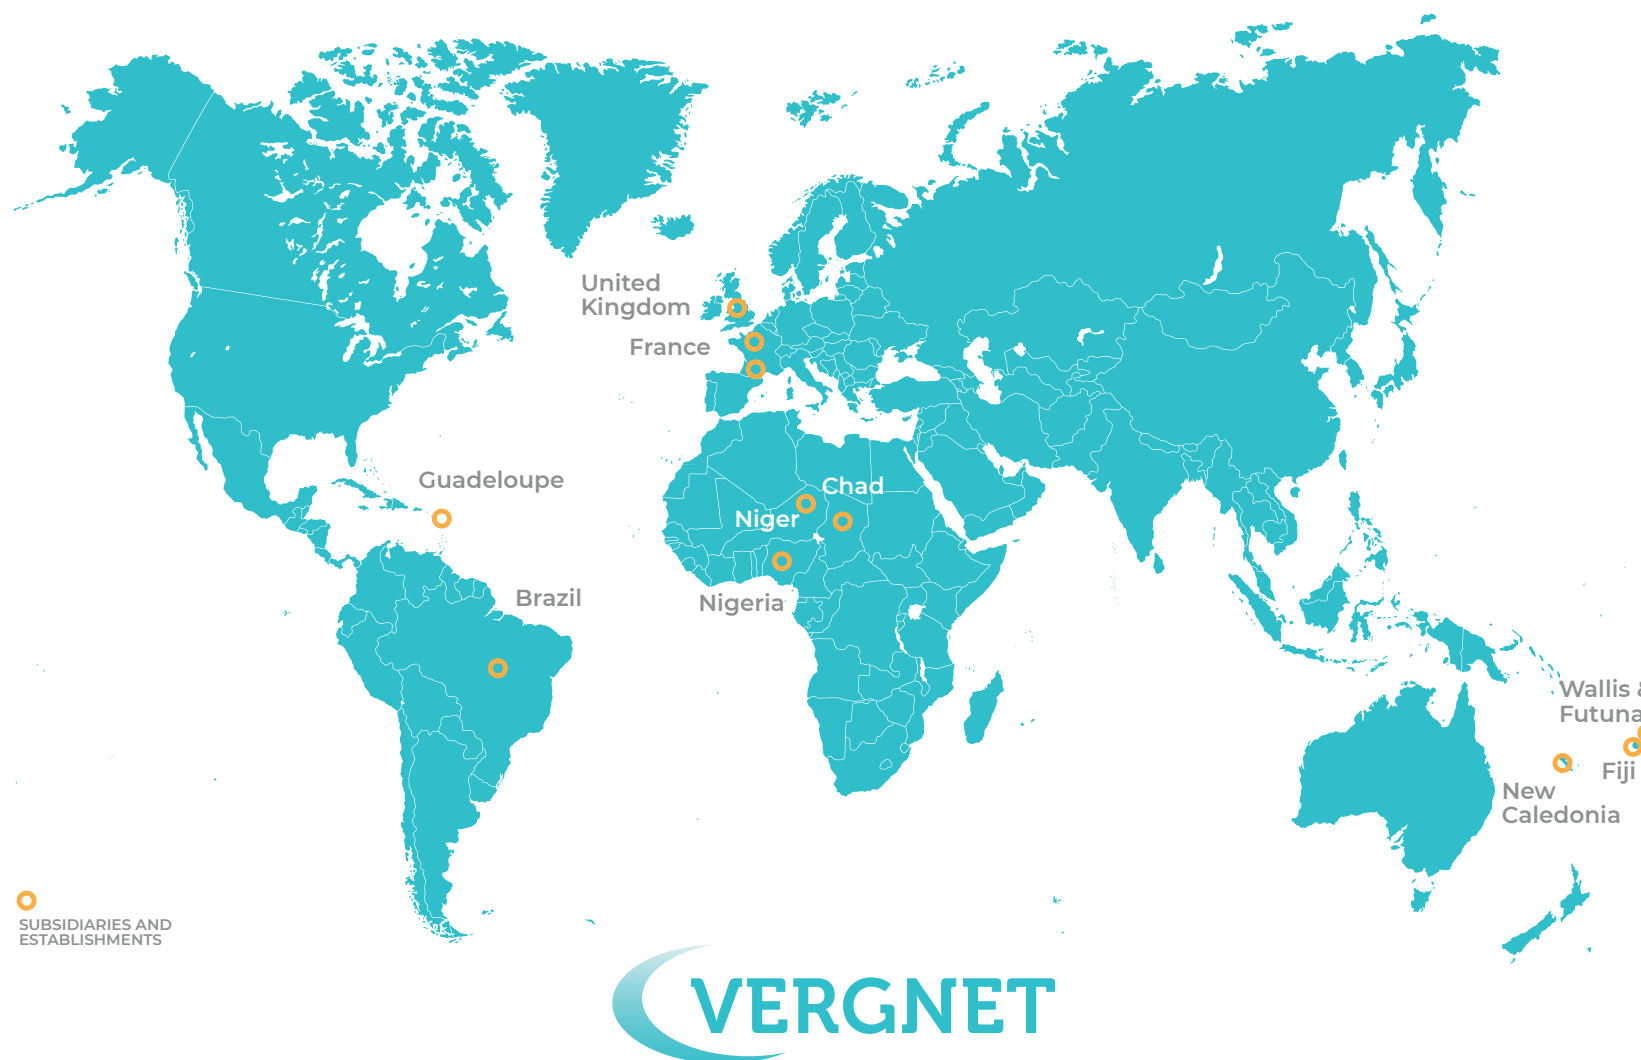 United
Kingdom
France
Guadeloupe
Chad
Niger
Brazil
Nigeria
Wallis &
Futuna
Fiji
New
Caledonia
SUBSIDIARIES AND
ESTABLISHMENTS
VERGNET